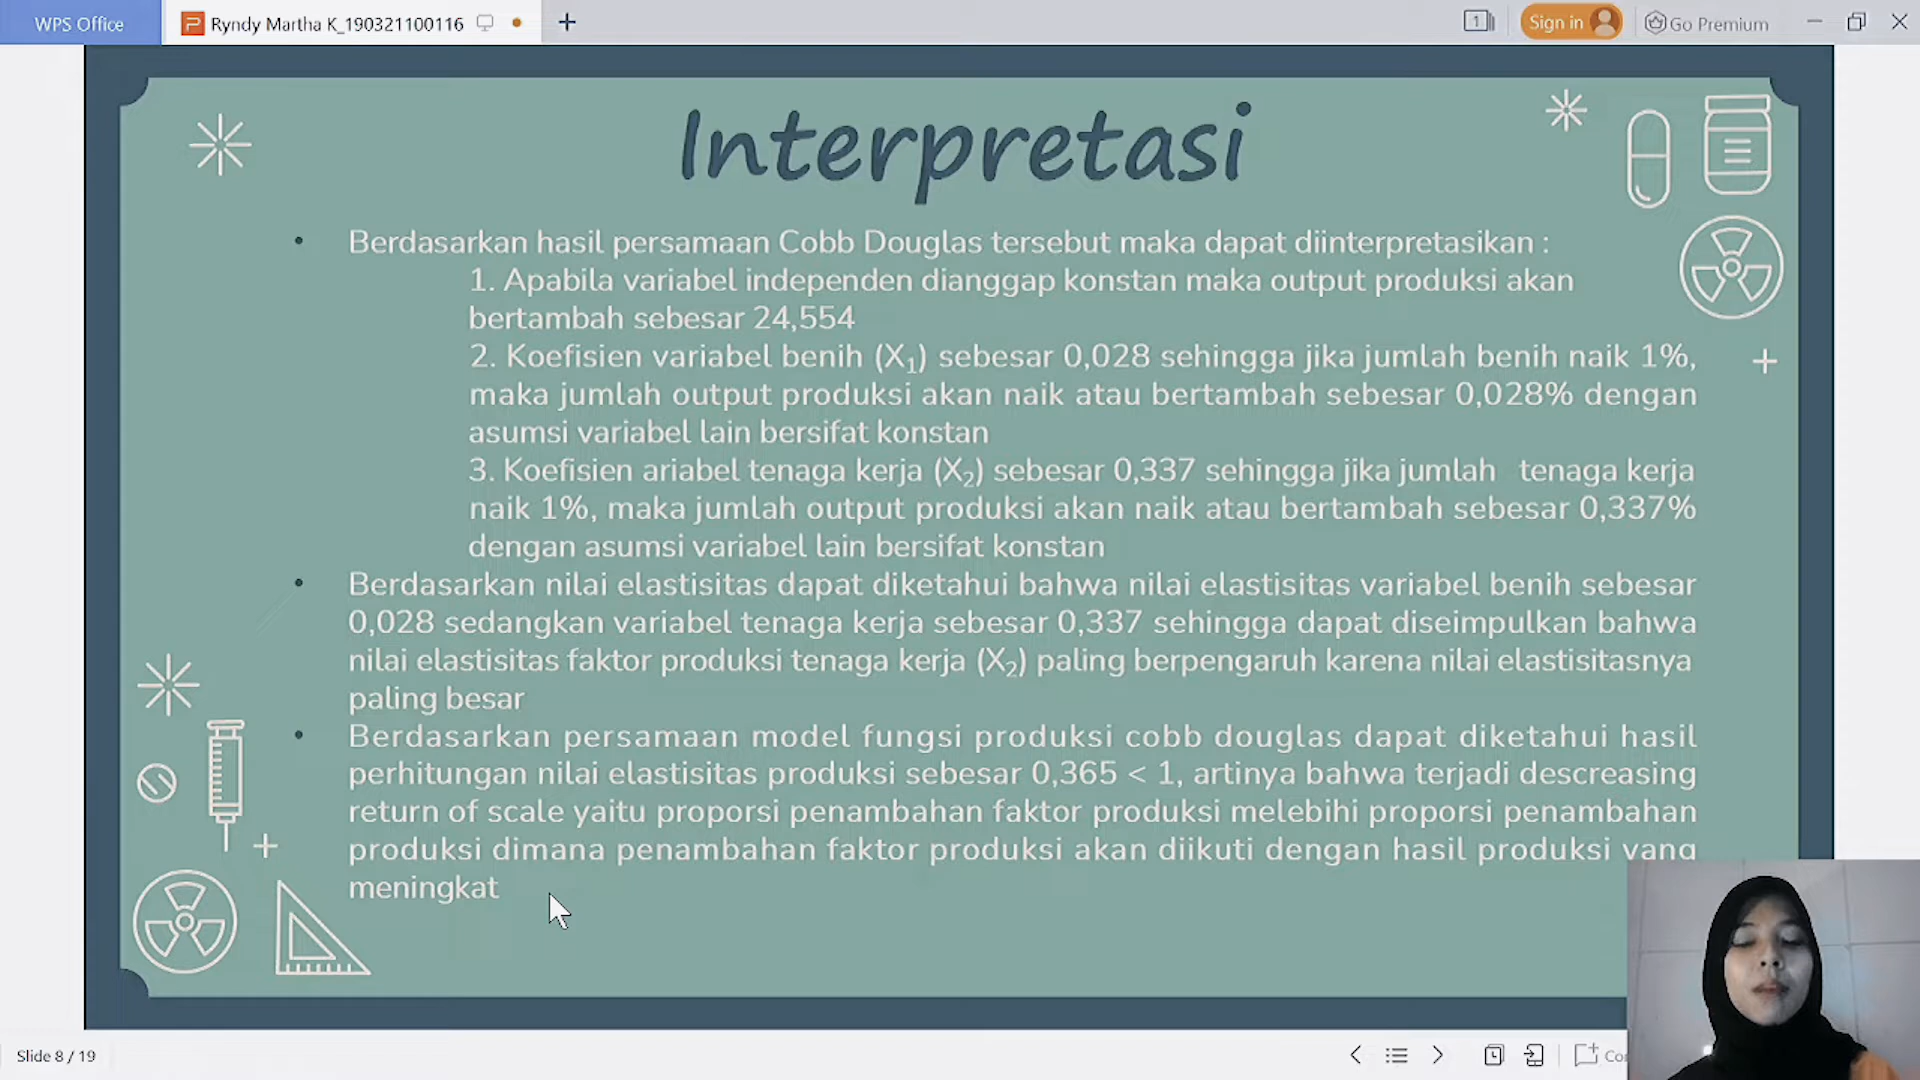 WPS Office
Ryndy Martha K_190321100116
1
Sign in
Go Premium
Interpretasi
• Berdasarkan hasil persamaan Cobb Douglas tersebut maka dapat diinterpretasikan :
1. Apabila variabel independen dianggap konstan maka output produksi akan
bertambah sebesar 24,554
2. Koefisien variabel benih (X₁) sebesar 0,028 sehingga jika jumlah benih naik 1%,
maka jumlah output produksi akan naik atau bertambah sebesar 0,028% dengan
asumsi variabel lain bersifat konstan
3. Koefisien ariabel tenaga kerja (X₂) sebesar 0,337 sehingga jika jumlah tenaga kerja
naik 1%, maka jumlah output produksi akan naik atau bertambah sebesar 0,337%
dengan asumsi variabel lain bersifat konstan
• Berdasarkan nilai elastisitas dapat diketahui bahwa nilai elastisitas variabel benih sebesar
0,028 sedangkan variabel tenaga kerja sebesar 0,337 sehingga dapat diseimpulkan bahwa
nilai elastisitas faktor produksi tenaga kerja (X₂) paling berpengaruh karena nilai elastisitasnya
paling besar
• Berdasarkan persamaan model fungsi produksi cobb douglas dapat diketahui hasil
perhitungan nilai elastisitas produksi sebesar 0,365 < 1, artinya bahwa terjadi descreasing
return of scale yaitu proporsi penambahan faktor produksi melebihi proporsi penambahan
produksi dimana penambahan faktor produksi akan diikuti dengan hasil produksi yang
meningkat
Slide 8 / 19